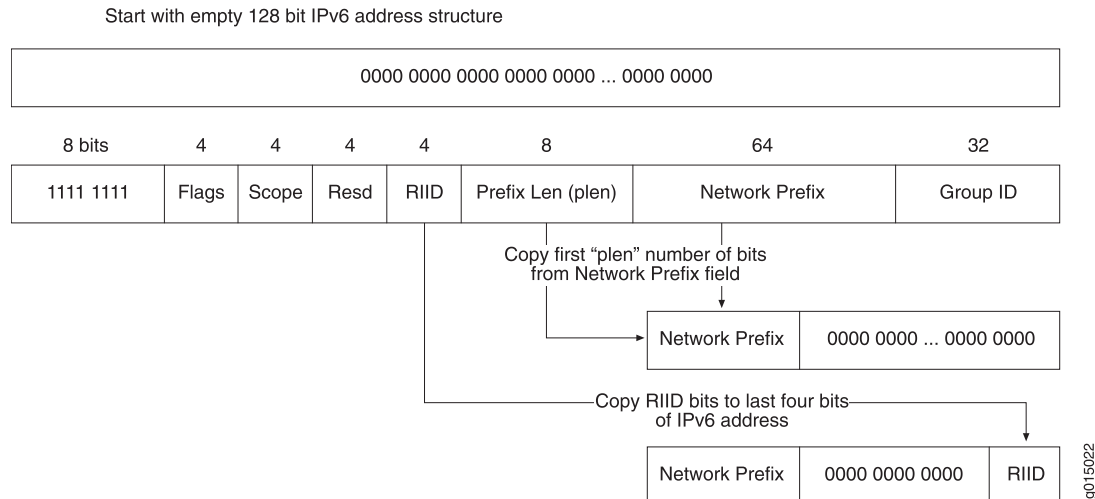 Start with empty 128 bit IPv6 address structure
0000 0000 0000 0000 0000 ... 0000 0000
8 bits 4 4 4 4 8 64 32
1111 1111 Flags Scope Resd RIID Prefix Len (plen) Network Prefix Group ID
Copy first “plen” number of bits
from Network Prefix field
Network Prefix 0000 0000 ... 0000 0000
Copy RIID bits to last four bits
of IPv6 address
Network Prefix 0000 0000 0000 RIID
g015022